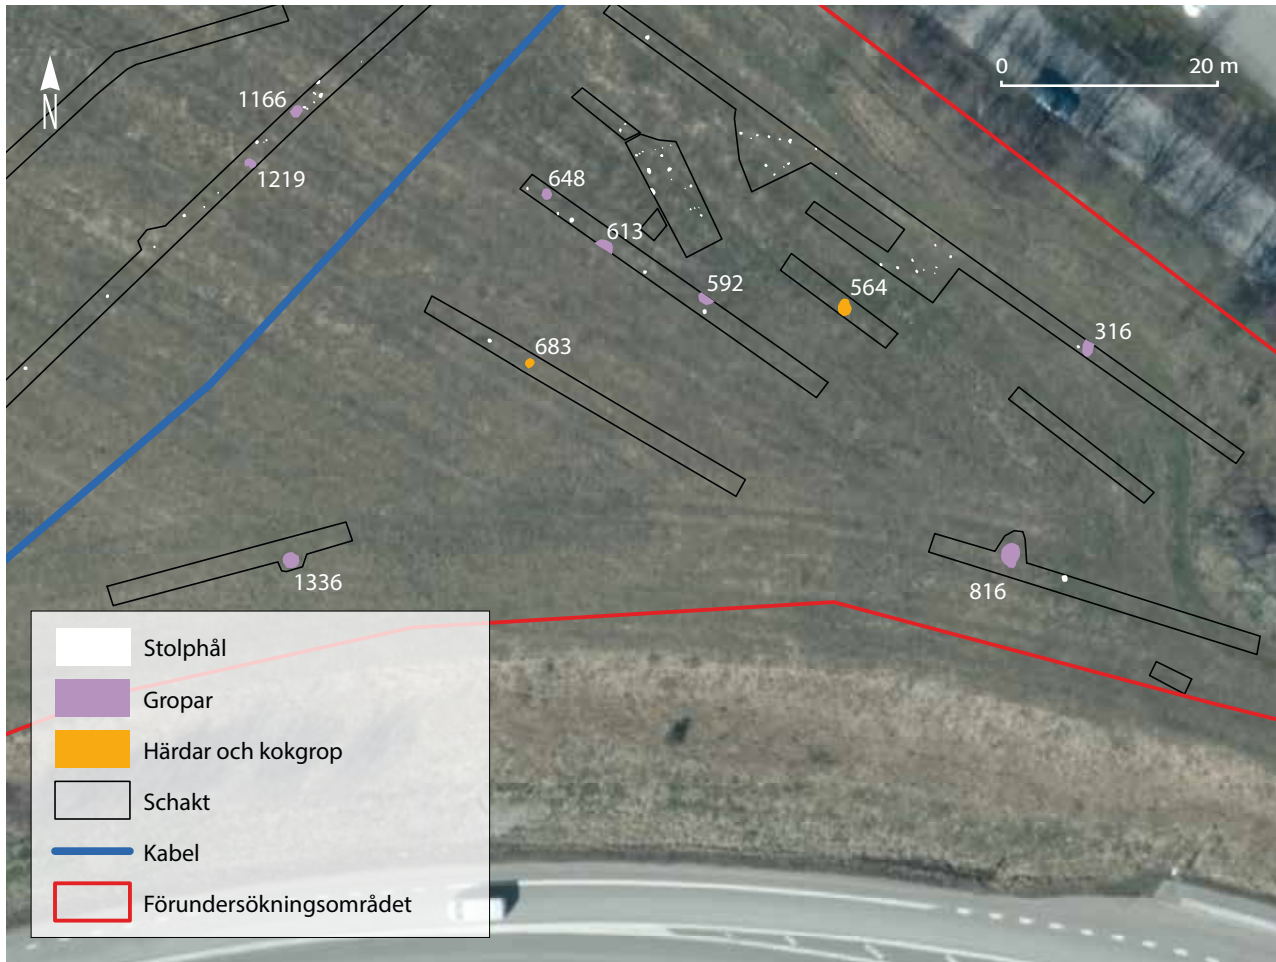 0 20 m
N
1166
1219
648
613
592
564
683
316
1336
816
Stolphål
Gropar
Härdar och kokgrop
Schakt
Kabel
Förundersökningsområdet